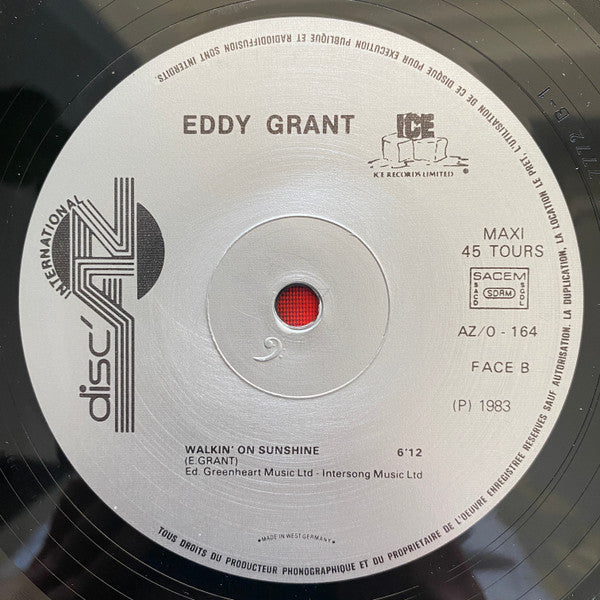 EDDY GRANT
ICE
ICE RECORDS LIMITED ®
INTERNATIONAL
disc'AZ
MAXI
45 TOURS
SACEM
SACD SDRM SGDL
AZ/O - 164
FACE B
(P) 1983
WALKIN' ON SUNSHINE 6'12
(E.GRANT)
Ed. Greenheart Music Ltd - Intersong Music Ltd
• MADE IN WEST GERMANY •
TOUS DROITS DU PRODUCTEUR PHONOGRAPHIQUE ET DU PROPRIETAIRE DE L'OEUVRE ENREGISTREE RESERVES SAUF AUTORISATION, LA DUPLICATION, LA LOCATION, LE PRET, L'UTILISATION DE CE DISQUE POUR EXECUTION PUBLIQUE ET RADIODIFFUSION SONT INTERDITS.